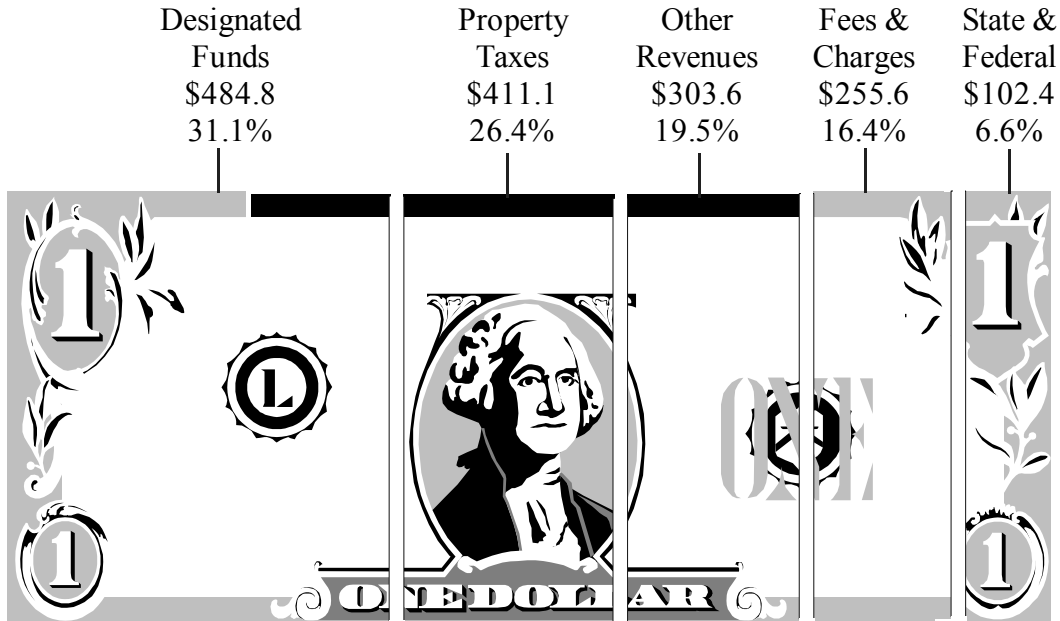 Designated
Funds
$484.8
31.1%
Property
Taxes
$411.1
26.4%
Other
Revenues
$303.6
19.5%
Fees &
Charges
$255.6
16.4%
State &
Federal
$102.4
6.6%
1
1
L
ONE
1
1
ONE DOLLAR